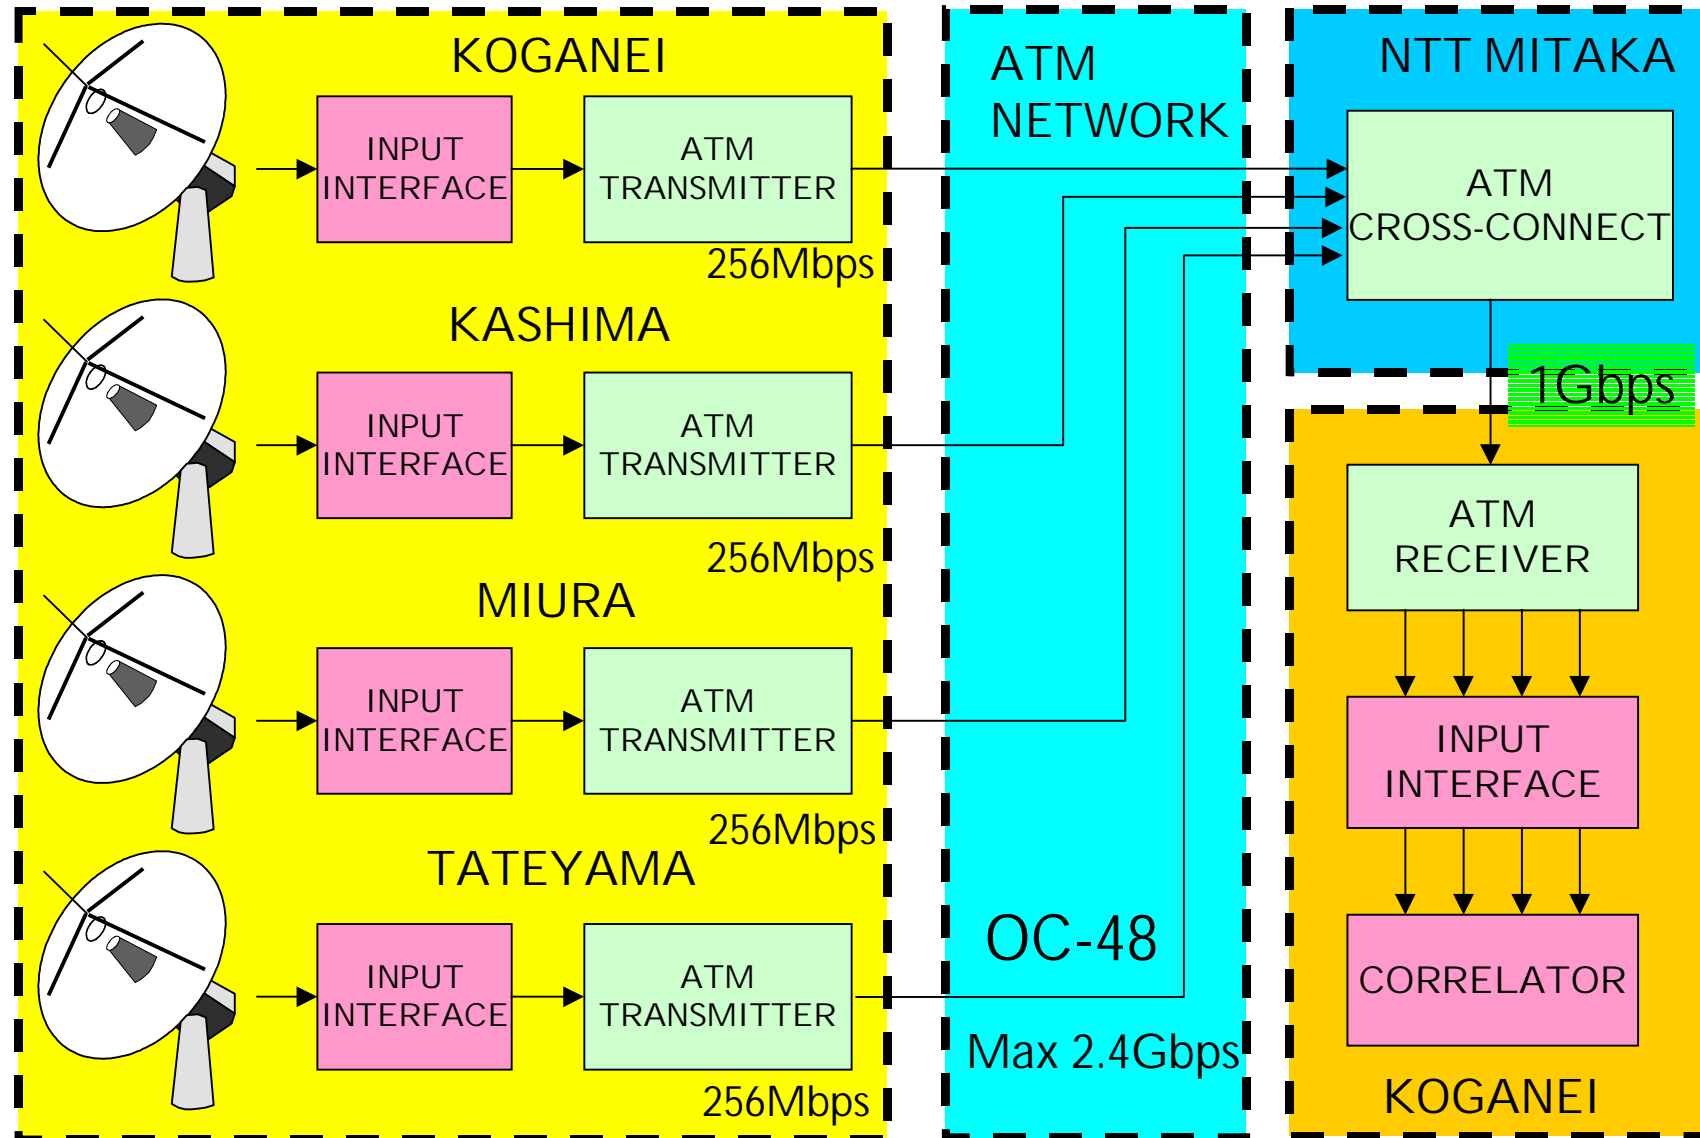 KOGANEI
INPUT
INTERFACE
ATM
TRANSMITTER
256Mbps
KASHIMA
INPUT
INTERFACE
ATM
TRANSMITTER
256Mbps
MIURA
INPUT
INTERFACE
ATM
TRANSMITTER
256Mbps
TATEYAMA
INPUT
INTERFACE
ATM
TRANSMITTER
256Mbps
ATM
NETWORK
OC-48
Max 2.4Gbps
NTT MITAKA
ATM
CROSS-CONNECT
1Gbps
ATM
RECEIVER
INPUT
INTERFACE
CORRELATOR
KOGANEI